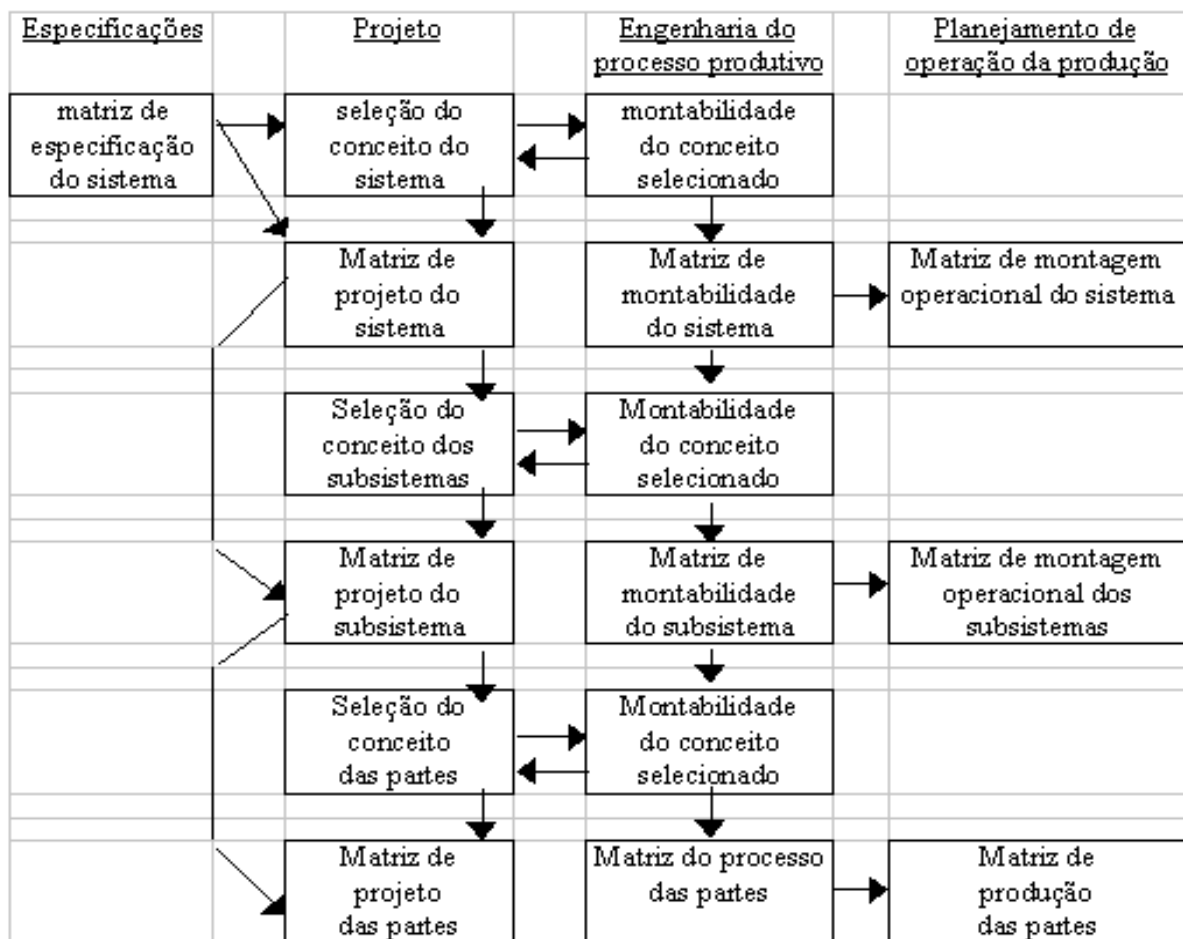 Especificações
Projeto
Engenharia do
processo produtivo
Planejamento de
operação da produção
matriz de
especificação
do sistema
seleção do
conceito do
sistema
montabilidade
do conceito
selecionado
Matriz de
projeto do
sistema
Matriz de
montabilidade
do sistema
Matriz de montagem
operacional do sistema
Seleção do
conceito dos
subsistemas
Montabilidade
do conceito
selecionado
Matriz de
projeto do
subsistema
Matriz de
montabilidade
do subsistema
Matriz de montagem
operacional dos
subsistemas
Seleção do
conceito
das partes
Montabilidade
do conceito
selecionado
Matriz de
projeto
das partes
Matriz do processo
das partes
Matriz de
produção
das partes